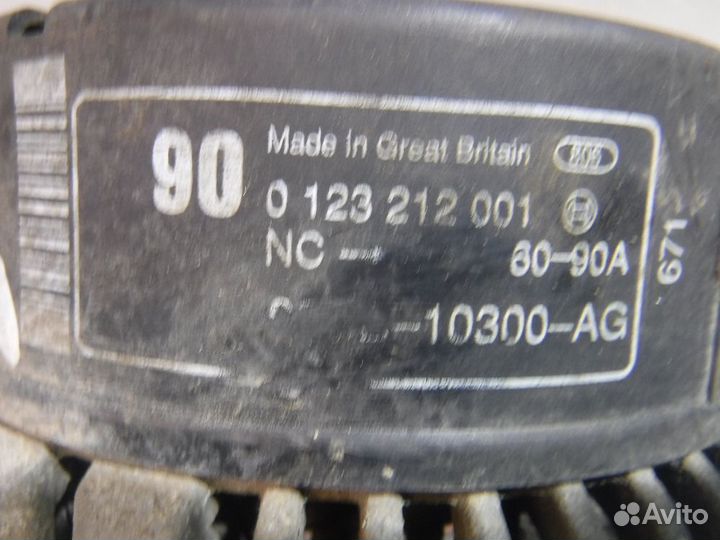 90
Made in Great Britain
0 123 212 001
NC
60-90A
-10300-AG
671
Avito